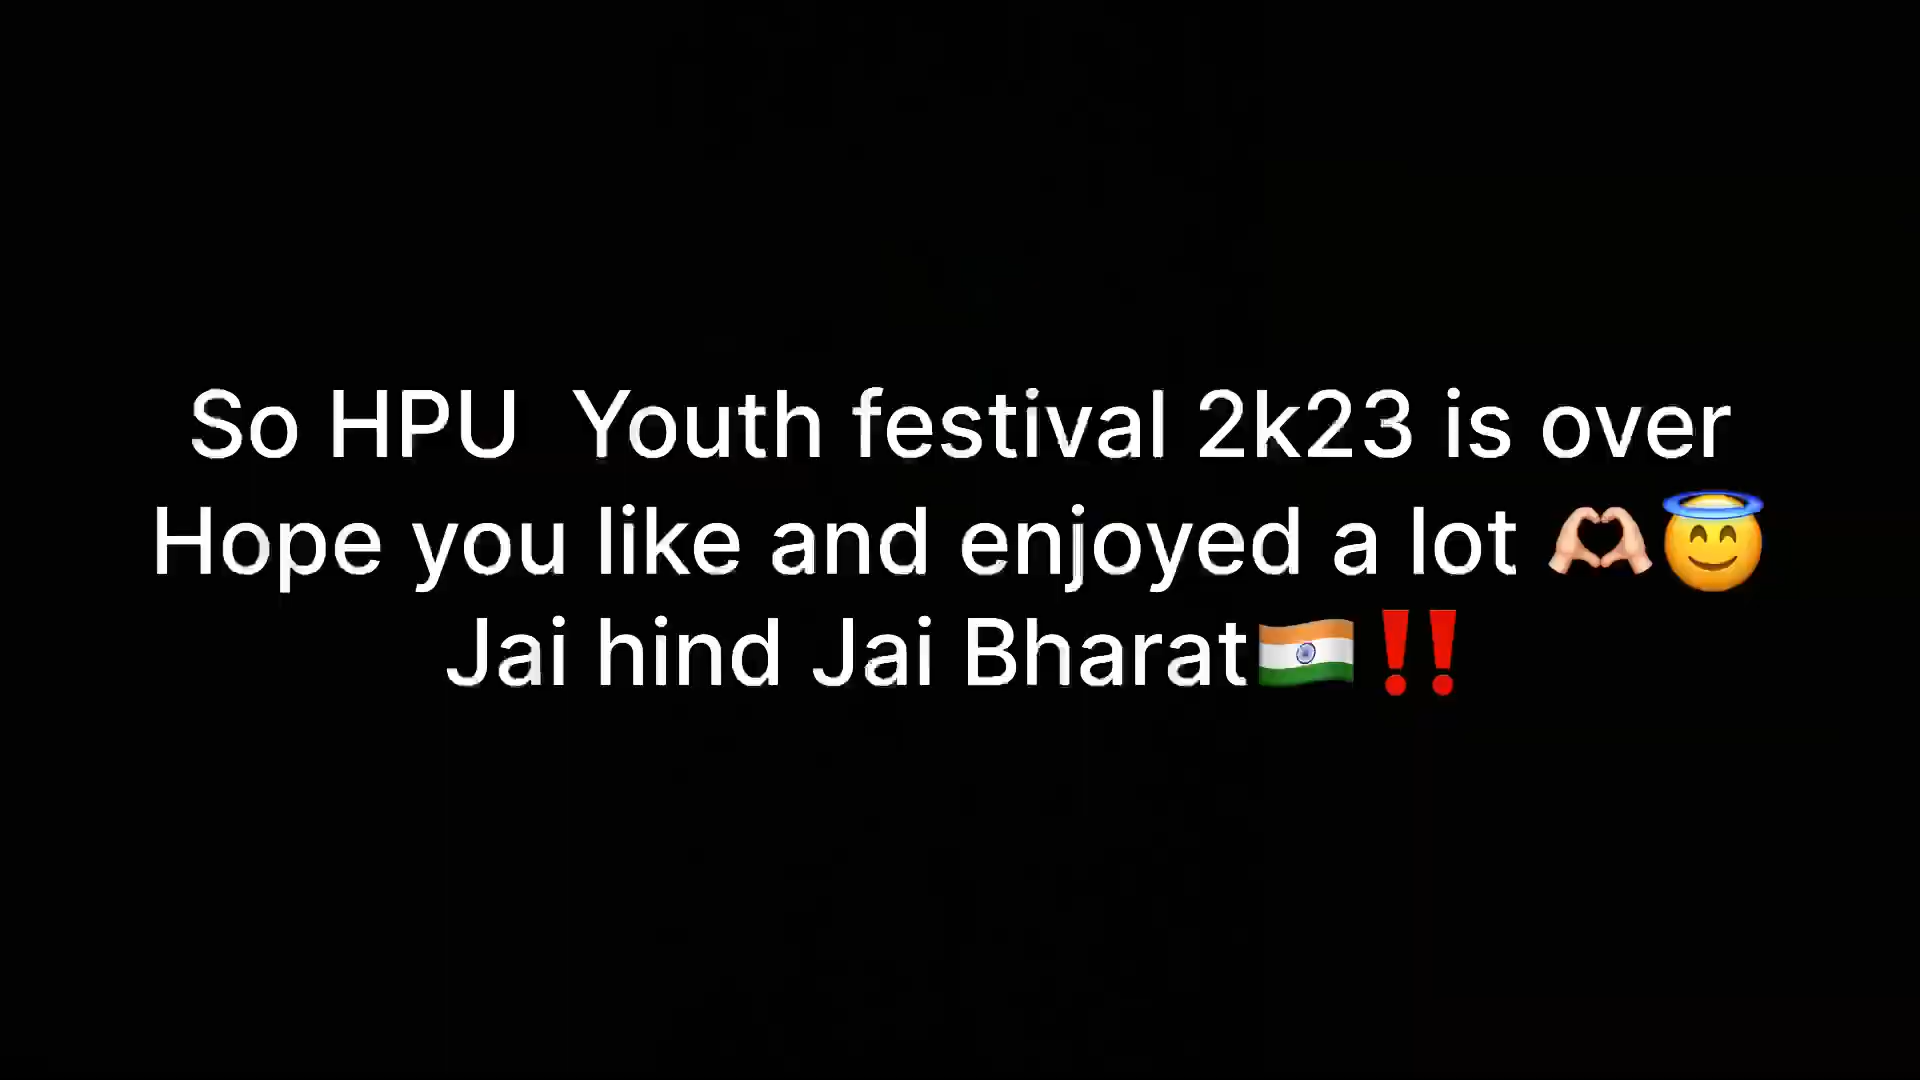 So HPU  Youth festival 2k23 is over
Hope you like and enjoyed a lot 🫶🏻😇
Jai hind Jai Bharat🇮🇳‼️